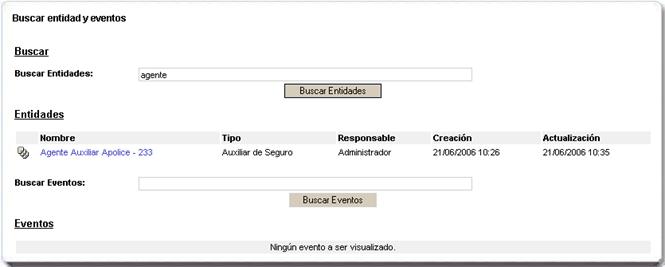 Buscar entidad y eventos
Buscar
Buscar Entidades: agente
Buscar Entidades
Entidades
Nombre Tipo Responsable Creación Actualización
Agente Auxiliar Apolice - 233 Auxiliar de Seguro Administrador 21/06/2006 10:26 21/06/2006 10:35
Buscar Eventos:
Buscar Eventos
Eventos
Ningún evento a ser visualizado.